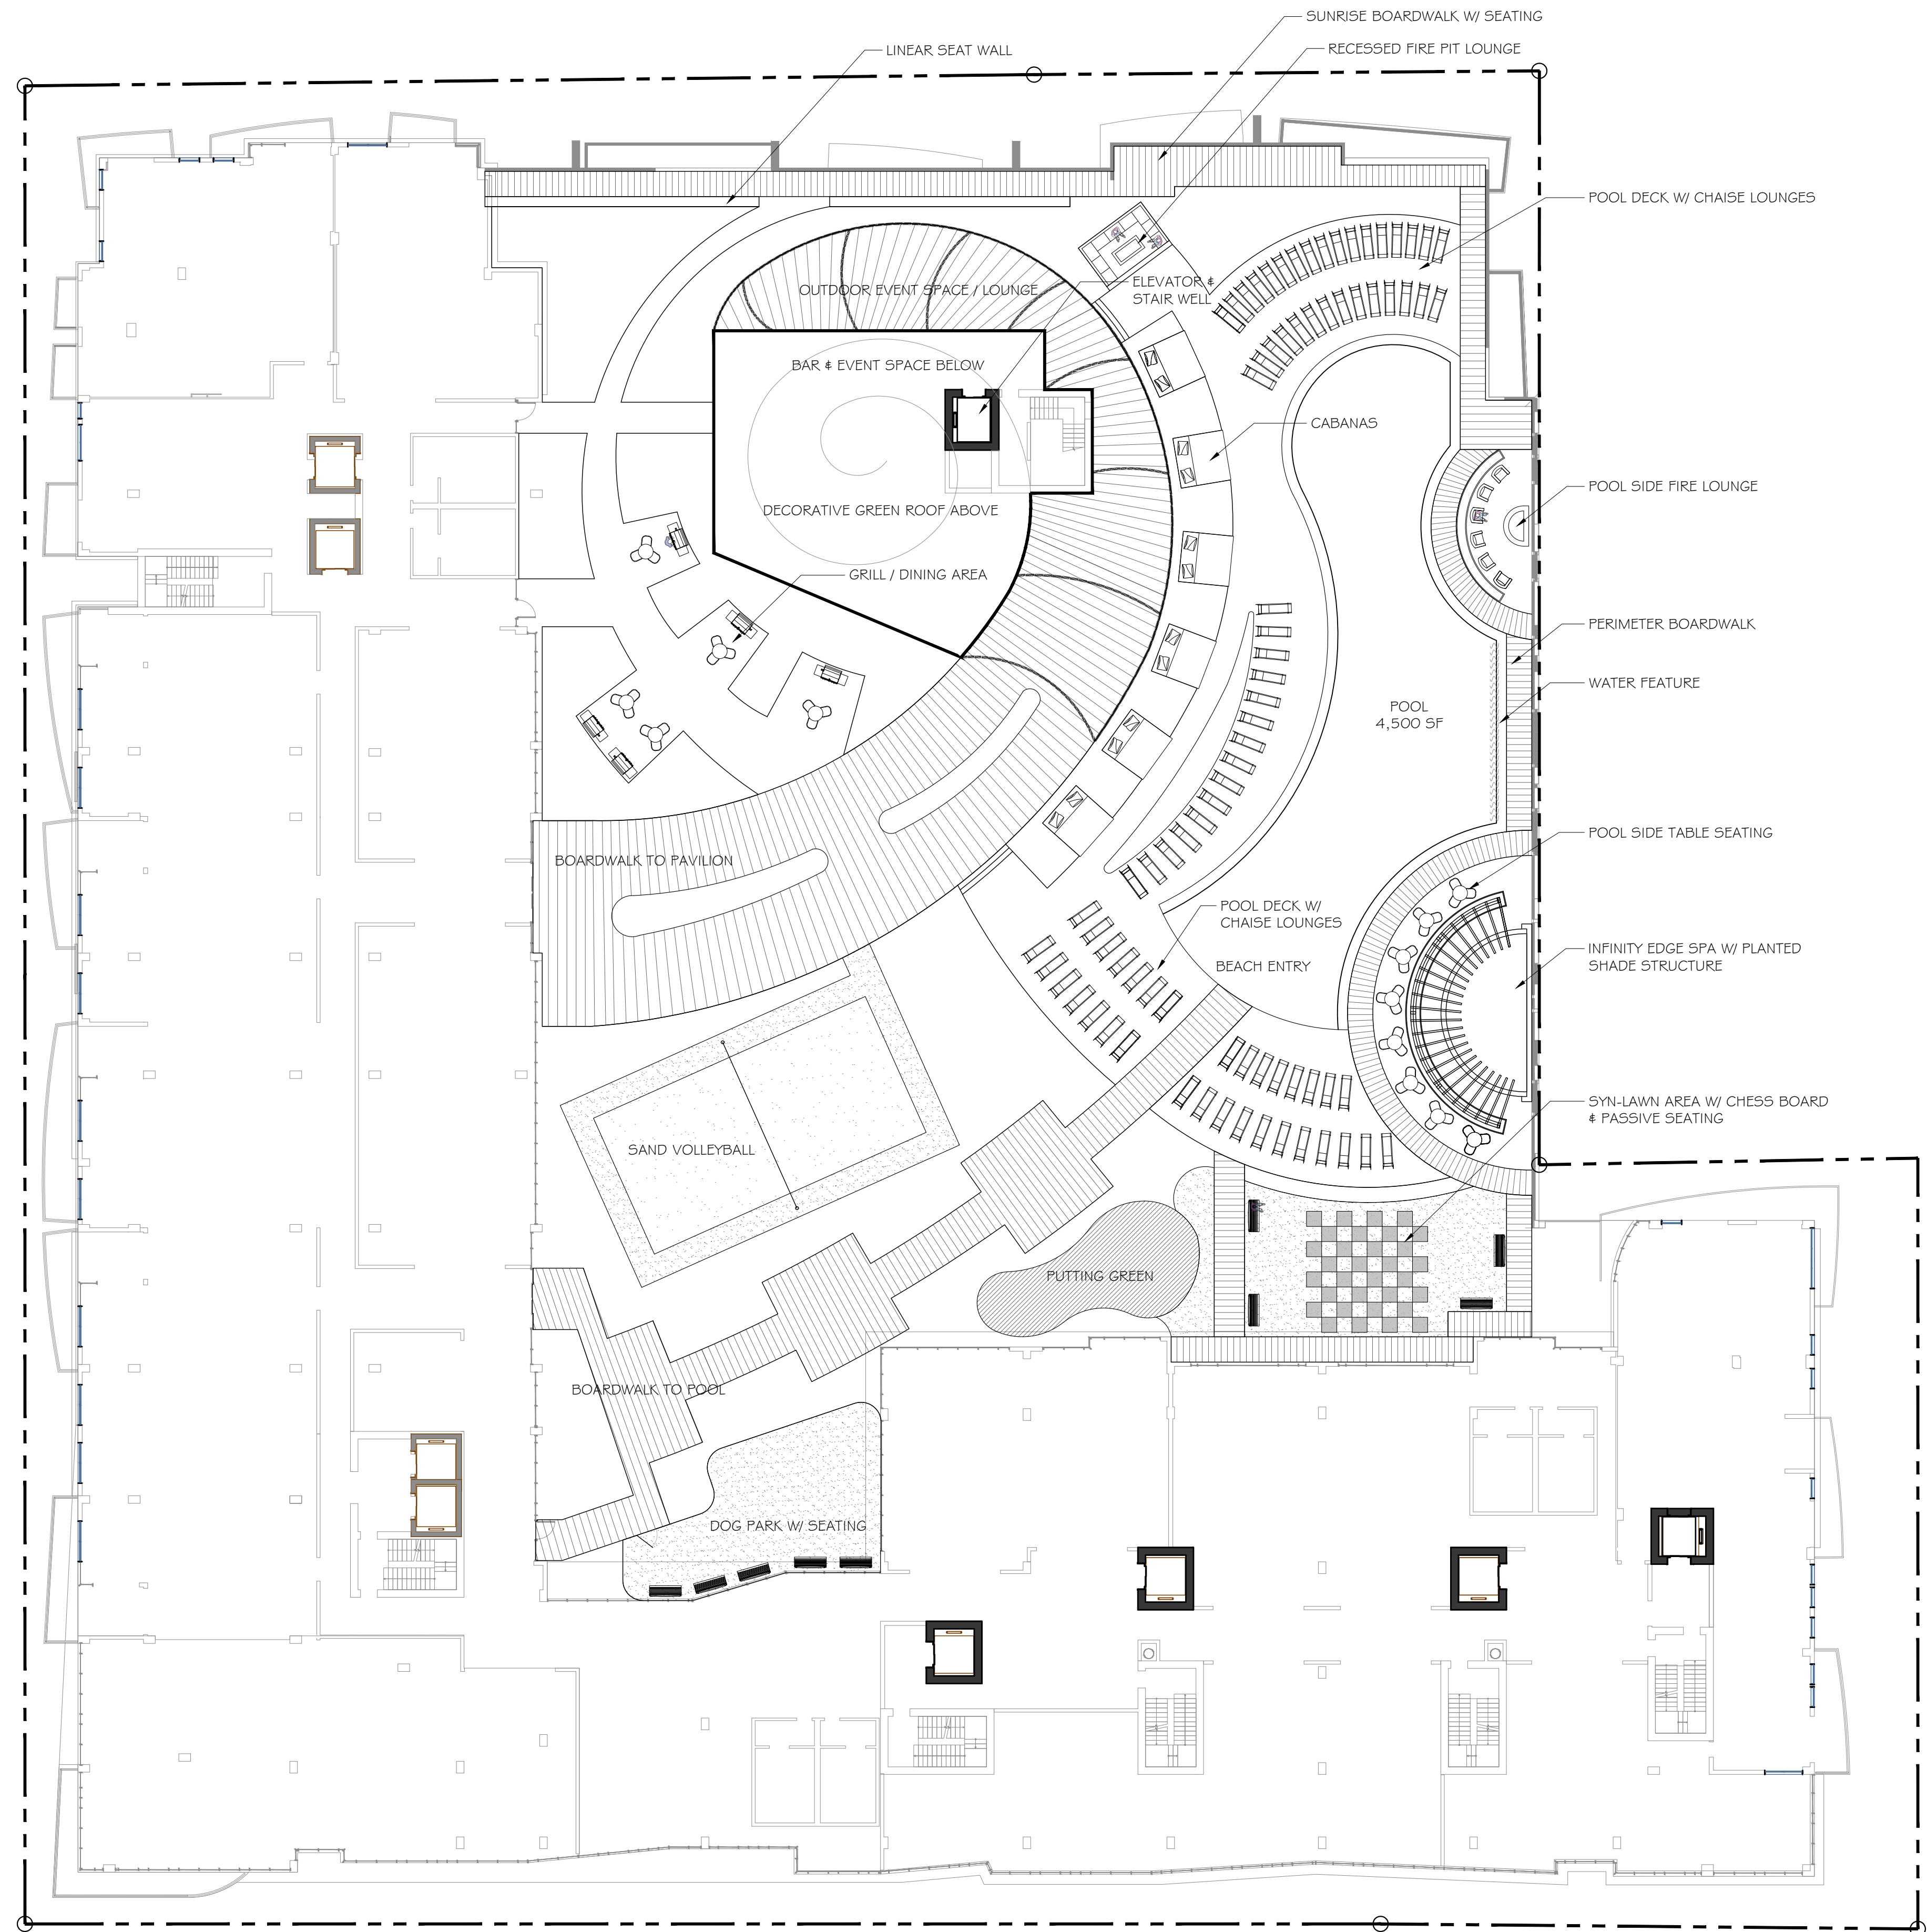 SUNRISE BOARDWALK W/ SEATING
LINEAR SEAT WALL
RECESSED FIRE PIT LOUNGE
POOL DECK W/ CHAISE LOUNGES
ELEVATOR &
STAIR WELL
OUTDOOR EVENT SPACE / LOUNGE
BAR & EVENT SPACE BELOW
CABANAS
POOL SIDE FIRE LOUNGE
DECORATIVE GREEN ROOF ABOVE
GRILL / DINING AREA
PERIMETER BOARDWALK
WATER FEATURE
POOL
4,500 SF
POOL SIDE TABLE SEATING
BOARDWALK TO PAVILION
POOL DECK W/
CHAISE LOUNGES
BEACH ENTRY
INFINITY EDGE SPA W/ PLANTED
SHADE STRUCTURE
SYN-LAWN AREA W/ CHESS BOARD
& PASSIVE SEATING
SAND VOLLEYBALL
PUTTING GREEN
BOARDWALK TO POOL
DOG PARK W/ SEATING